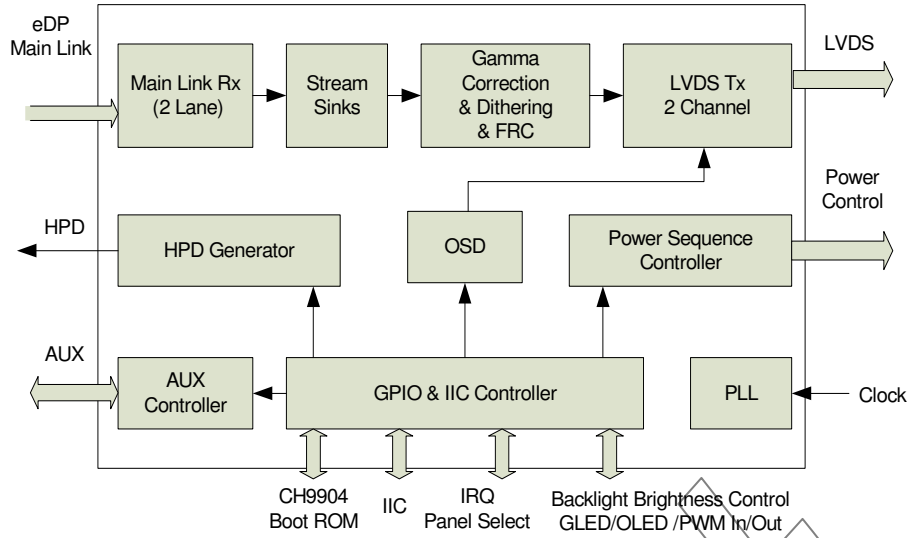 eDP
Main Link
LVDS
Main Link Rx
(2 Lane)
Stream
Sinks
Gamma
Correction
& Dithering
& FRC
LVDS Tx
2 Channel
Power
Control
HPD
HPD Generator
OSD
Power Sequence
Controller
AUX
AUX
Controller
GPIO & IIC Controller
PLL
Clock
CH9904
Boot ROM
IIC
IRQ
Panel Select
Backlight Brightness Control
GLED/OLED /PWM In/Out